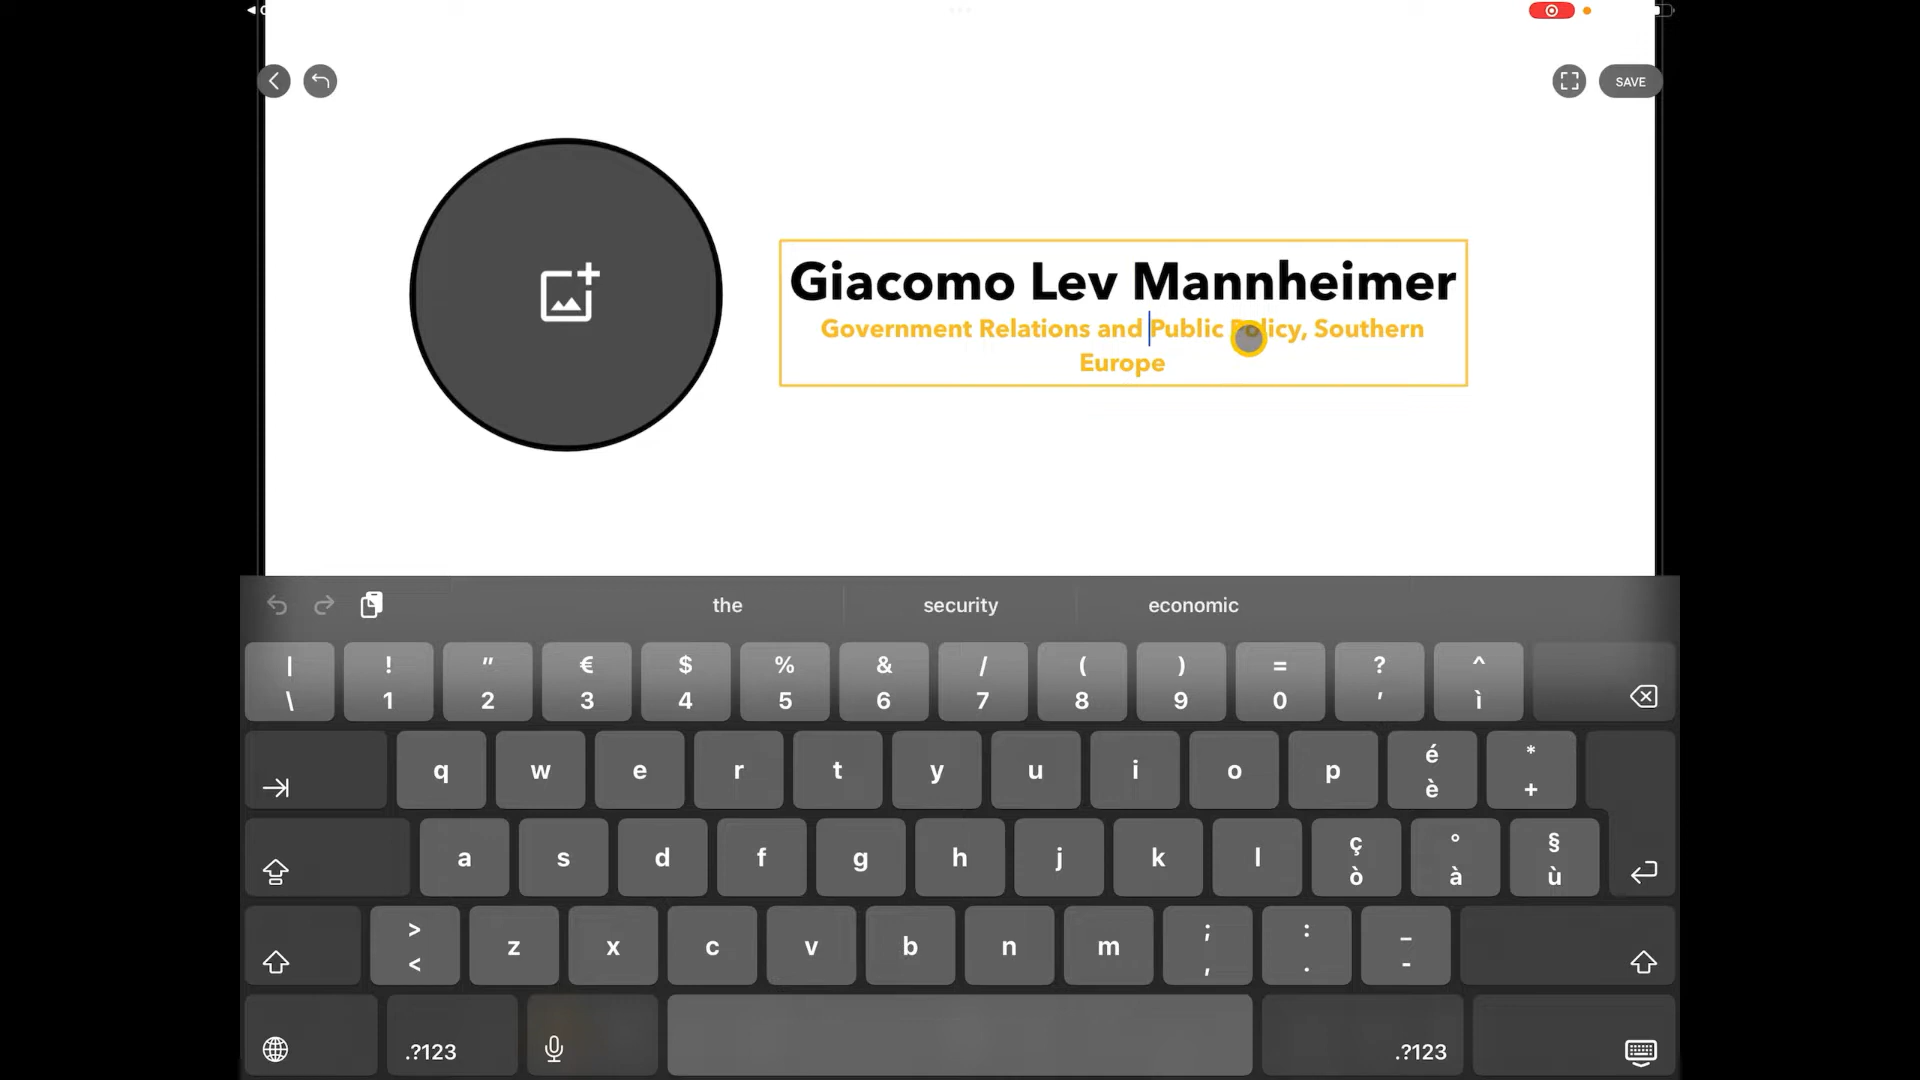 SAVE
Giacomo Lev Mannheimer
Government Relations and Public Policy, Southern
Europe
the security economic
| ! " € $ % & / ( ) = ? ^
\ 1 2 3 4 5 6 7 8 9 0 ' ì
q w e r t y u i o p é *
è +
a s d f g h j k l ç ° §
ò à ù
> z x c v b n m ; : _
< , . -
.?123 .?123